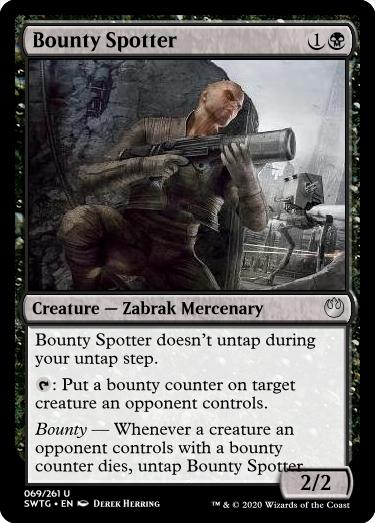 Bounty Spotter 1
Creature — Zabrak Mercenary
Bounty Spotter doesn't untap during
your untap step.
: Put a bounty counter on target
creature an opponent controls.
Bounty — Whenever a creature an
opponent controls with a bounty
counter dies, untap Bounty Spotter.
2/2
069/261 U
SWTG • EN DEREK HERRING
™ & © 2020 Wizards of the Coast